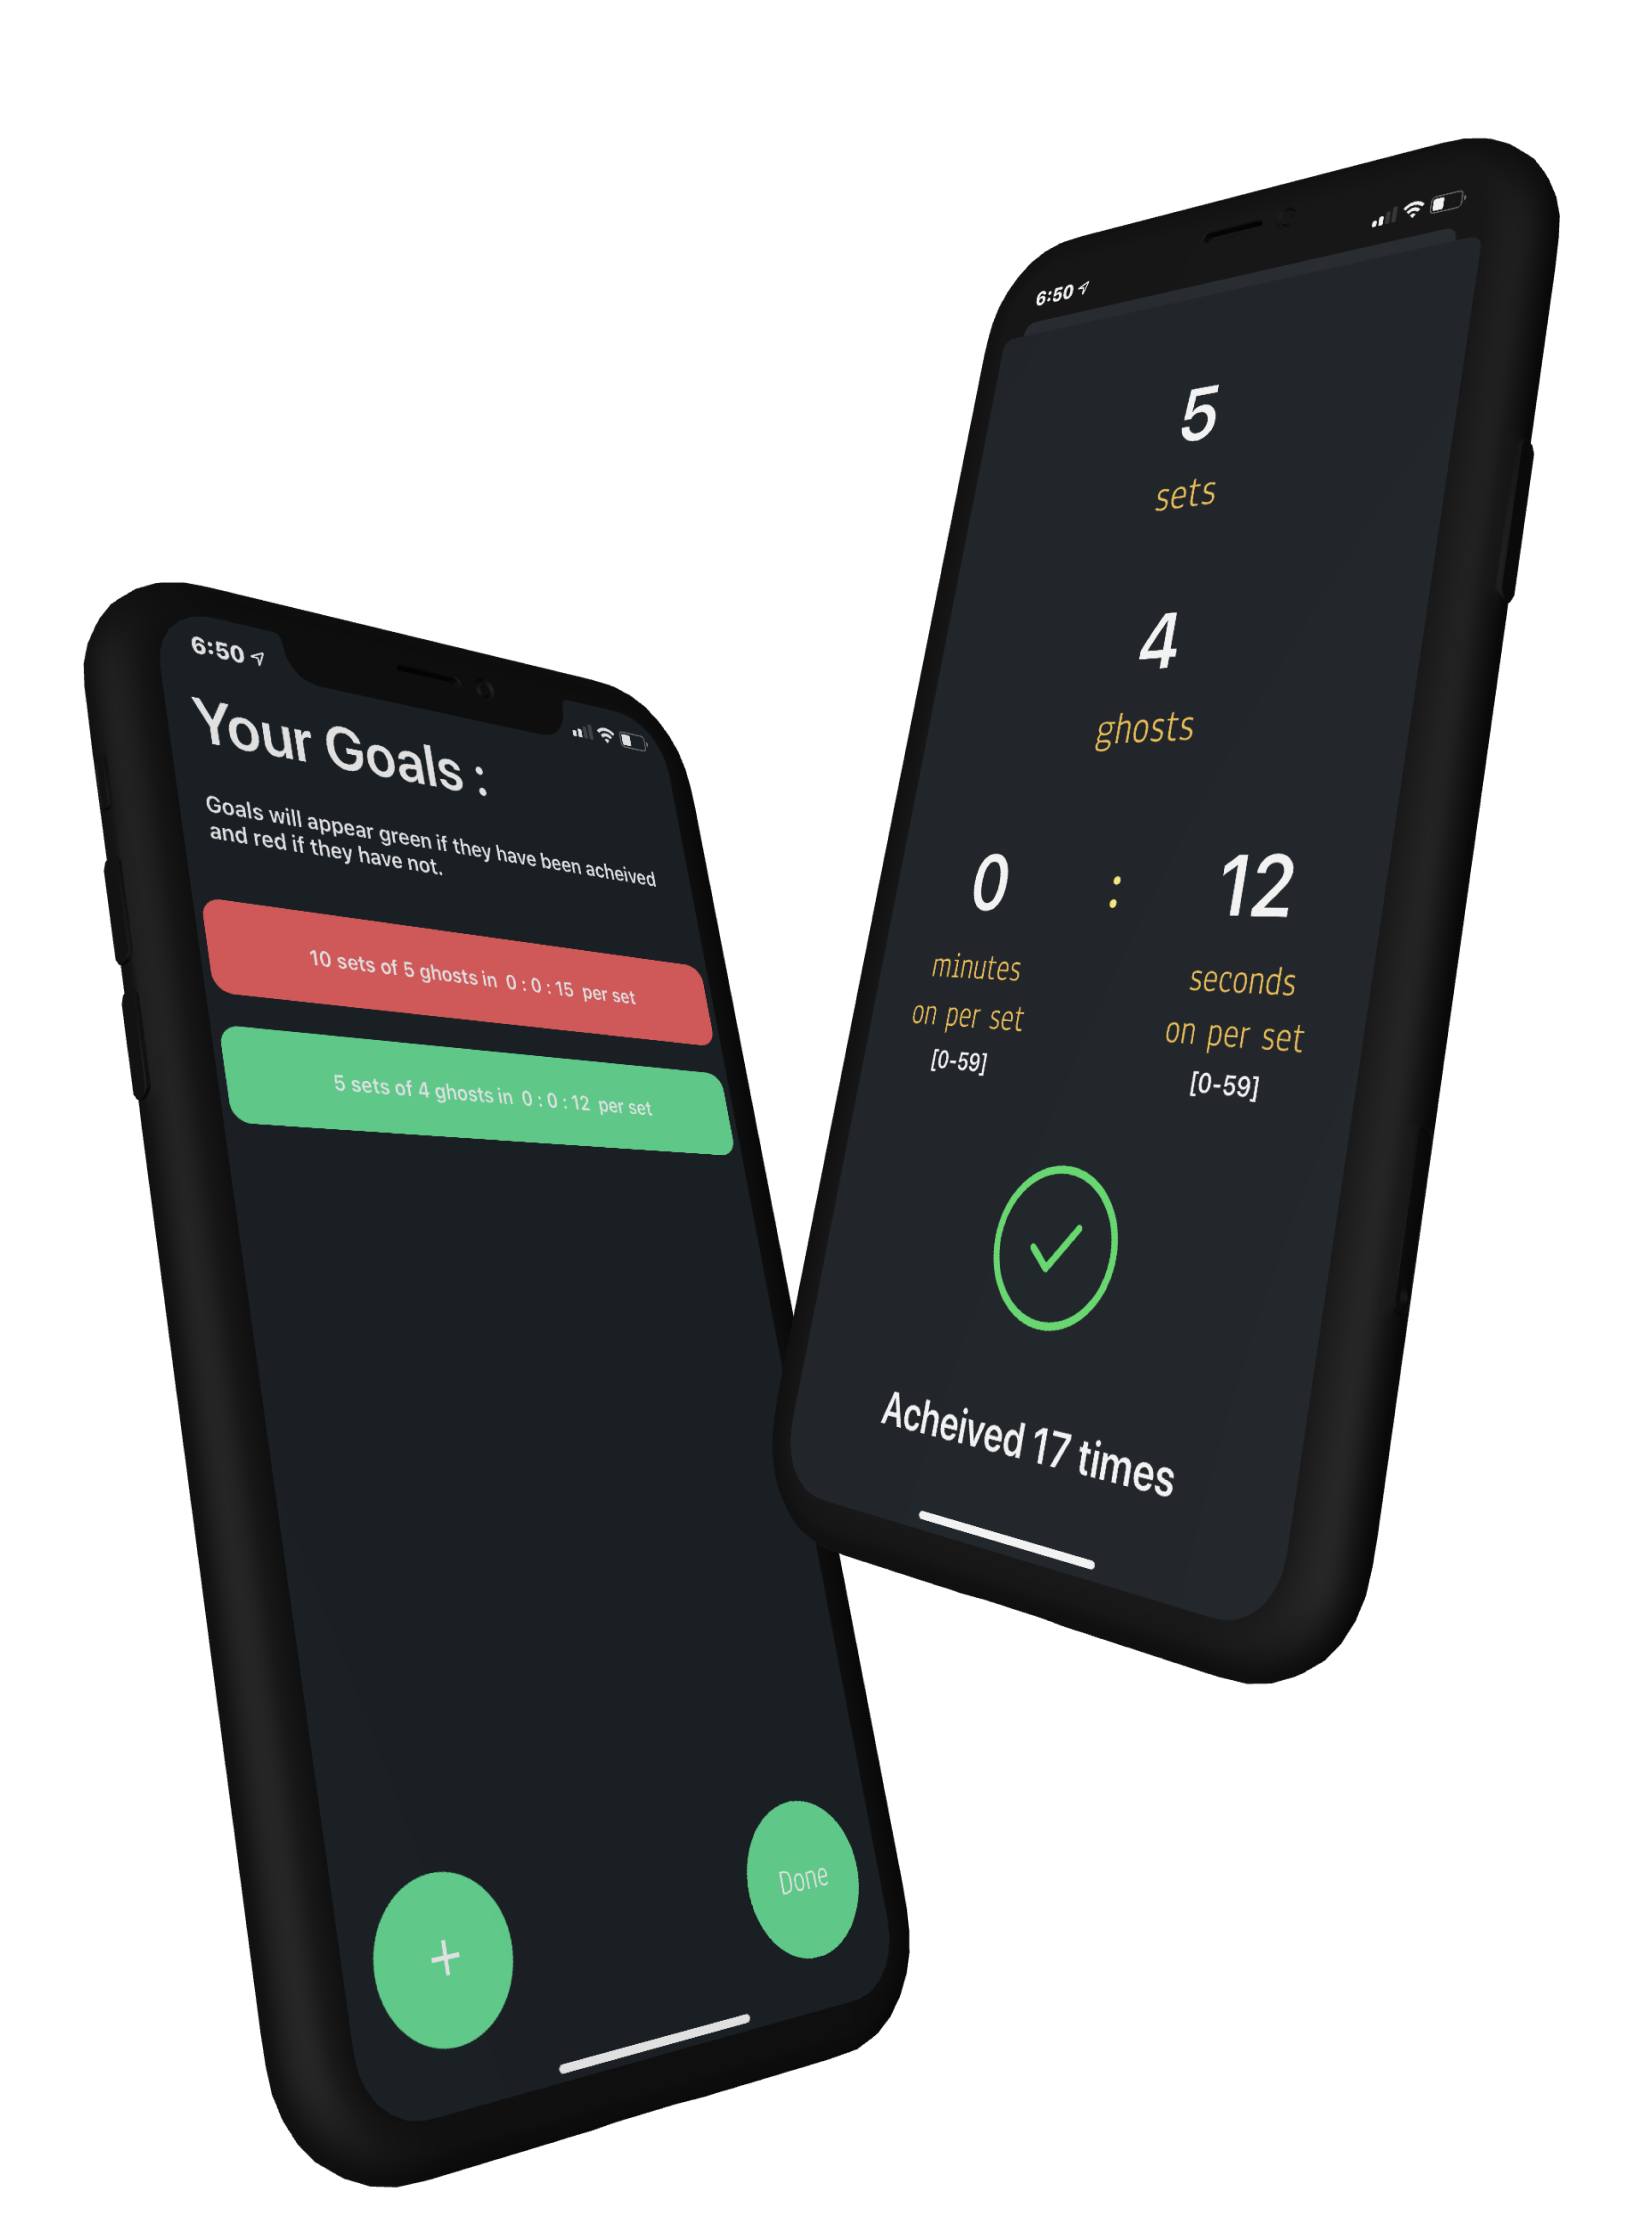 6:50
Your Goals :
Goals will appear green if they have been acheived
and red if they have not.
10 sets of 5 ghosts in 0 : 0 : 15 per set
5 sets of 4 ghosts in 0 : 0 : 12 per set
+
Done
6:50
5
sets
4
ghosts
0 : 12
minutes seconds
on per set on per set
[0-59] [0-59]
Acheived 17 times